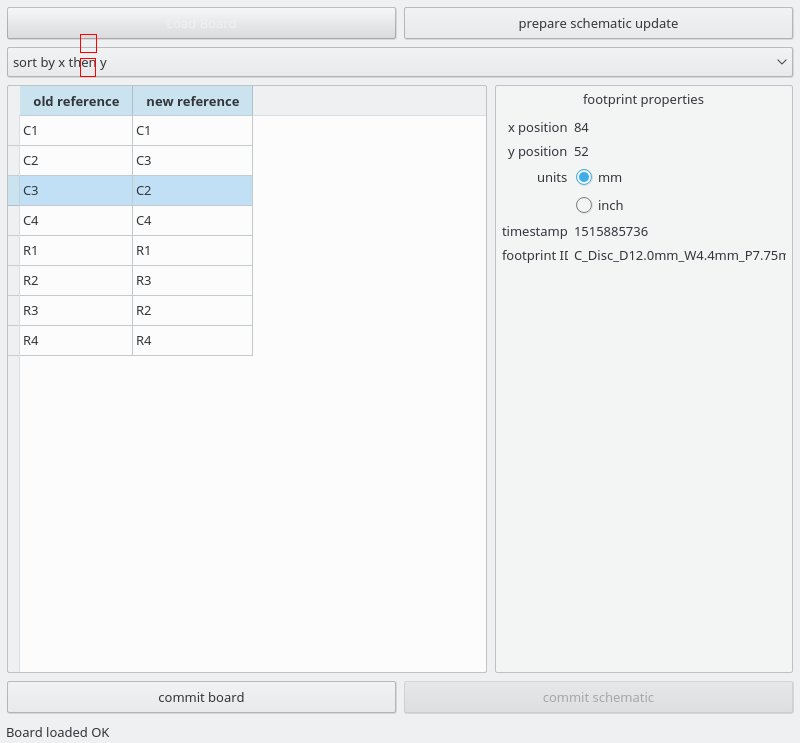 Load Board
prepare schematic update
sort by x then y
old reference new reference
C1 C1
C2 C3
C3 C2
C4 C4
R1 R1
R2 R3
R3 R2
R4 R4
footprint properties
x position 84
y position 52
units mm
inch
timestamp 1515885736
footprint II C_Disc_D12.0mm_W4.4mm_P7.75m
commit board
commit schematic
Board loaded OK